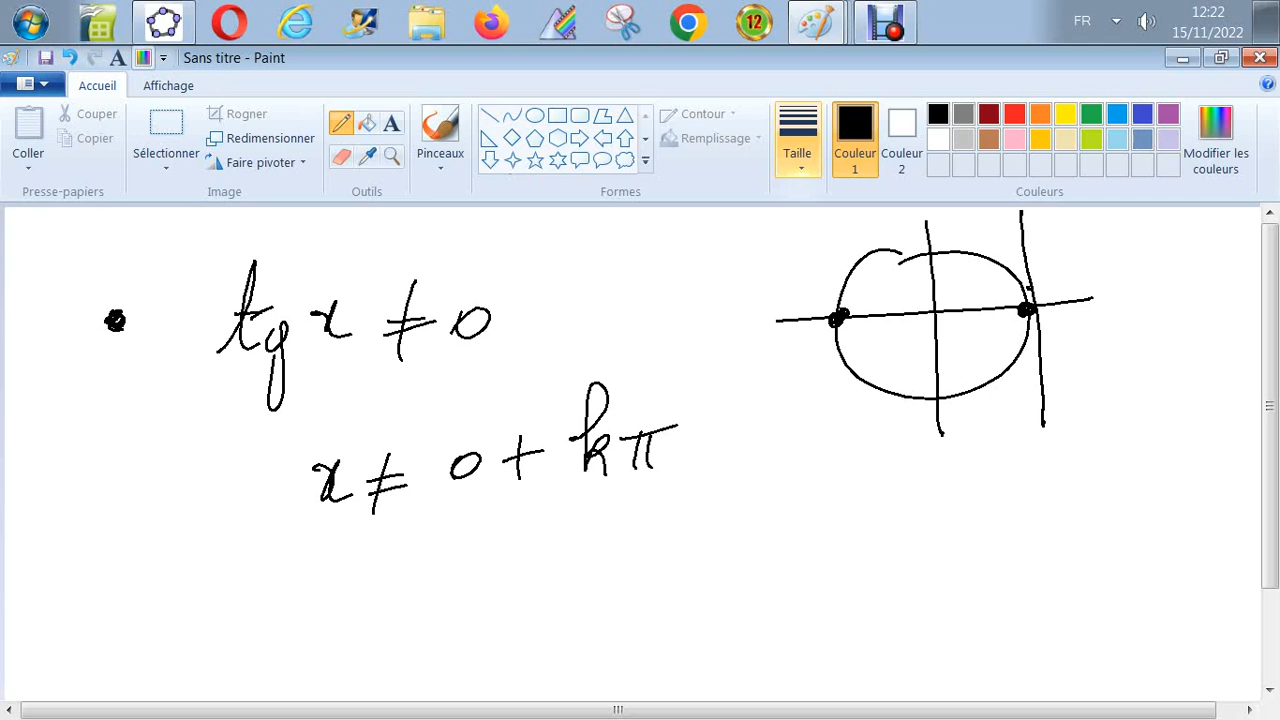 12
FR
12:22
15/11/2022
Sans titre - Paint
Accueil
Affichage
Coller
Couper
Copier
Presse-papiers
Sélectionner
Rogner
Redimensionner
Faire pivoter
Image
Outils
Pinceaux
Contour
Remplissage
Formes
Taille
Couleur 1
Couleur 2
Modifier les couleurs
Couleurs
tg x ≠ 0
x ≠ 0 + kπ